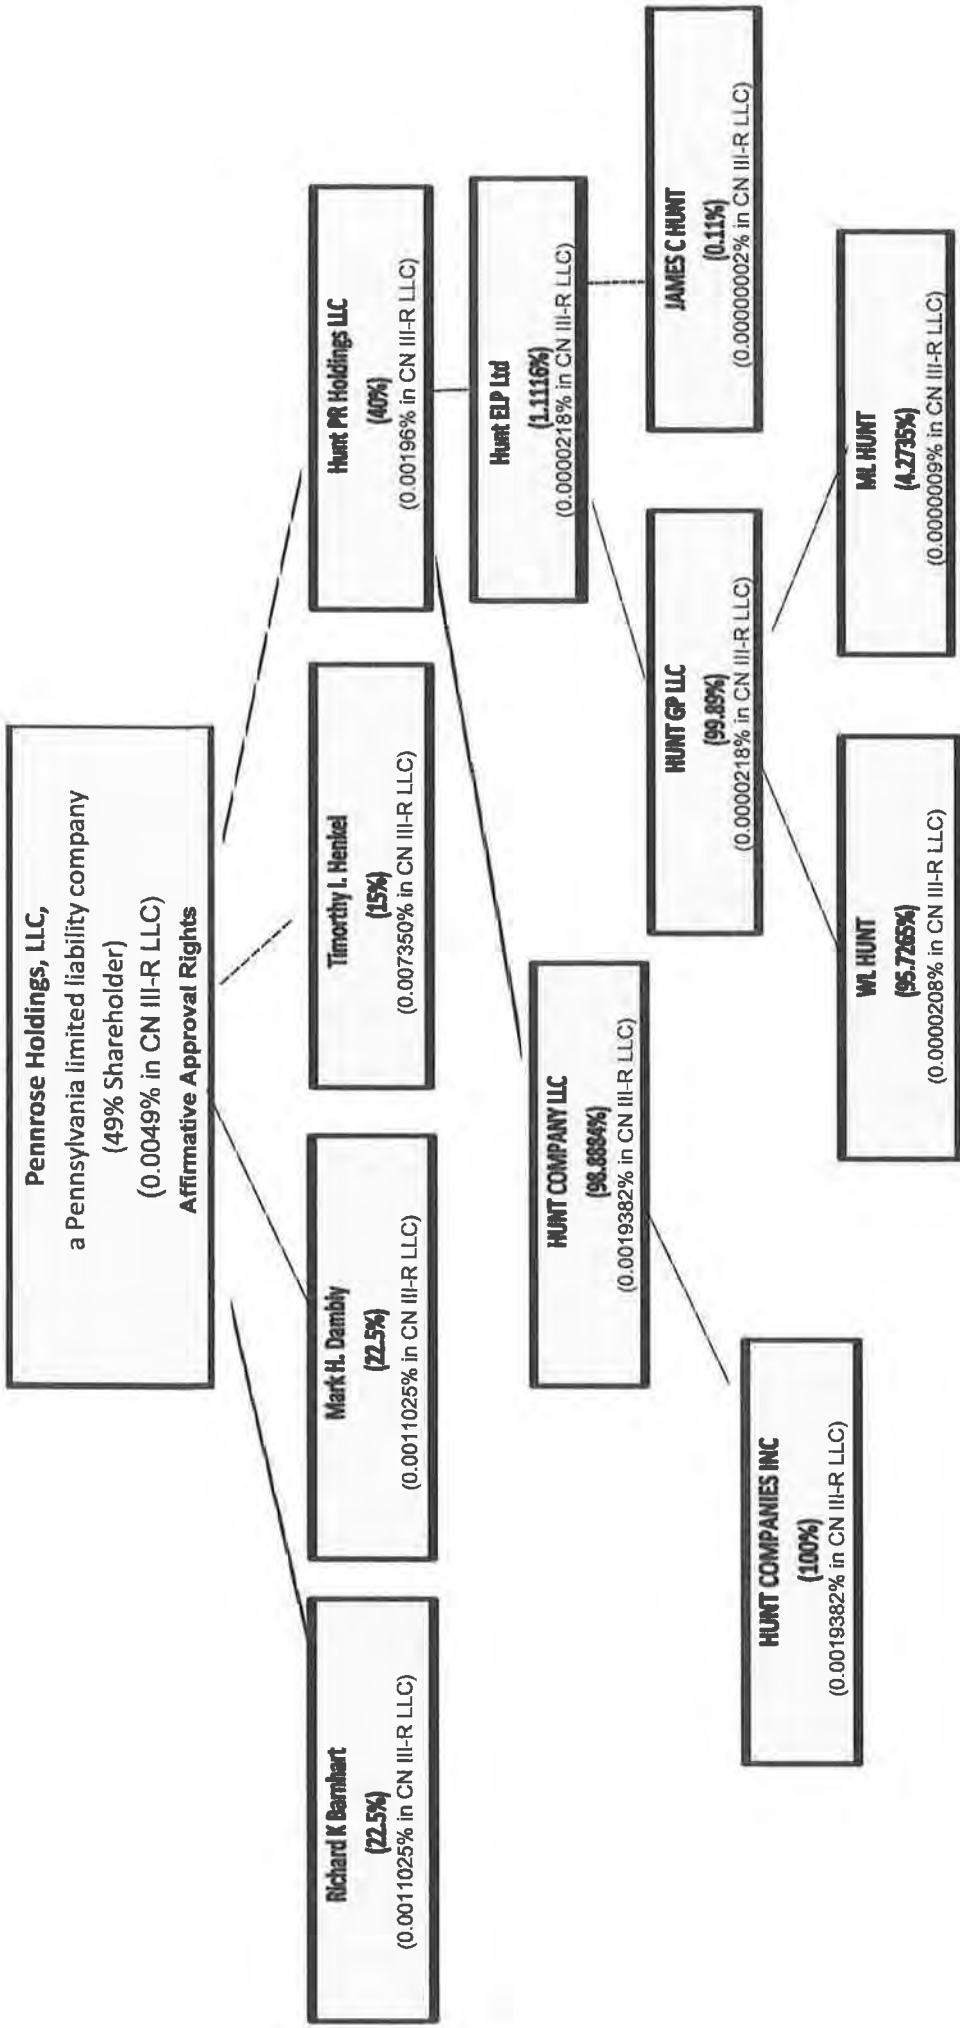 Pennrose Holdings, LLC,
a Pennsylvania limited liability company
(49% Shareholder)
(0.0049% in CN III-R LLC)
Affirmative Approval Rights
Richard K Barnhart
(22.5%)
(0.0011025% in CN III-R LLC)
Mark H. Dambly
(22.5%)
(0.0011025% in CN III-R LLC)
Timothy I. Henkel
(15%)
(0.007350% in CN III-R LLC)
Hunt PR Holdings LLC
(40%)
(0.00196% in CN III-R LLC)
HUNT COMPANY LLC
(98.8884%)
(0.0019382% in CN III-R LLC)
Hunt ELP Ltd
(1.1116%)
(0.0000218% in CN III-R LLC)
HUNT COMPANIES INC
(100%)
(0.0019382% in CN III-R LLC)
HUNT GP LLC
(99.89%)
(0.0000218% in CN III-R LLC)
JAMES C HUNT
(0.11%)
(0.00000002% in CN III-R LLC)
WL HUNT
(95.7265%)
(0.0000208% in CN III-R LLC)
ML HUNT
(4.2735%)
(0.0000009% in CN III-R LLC)